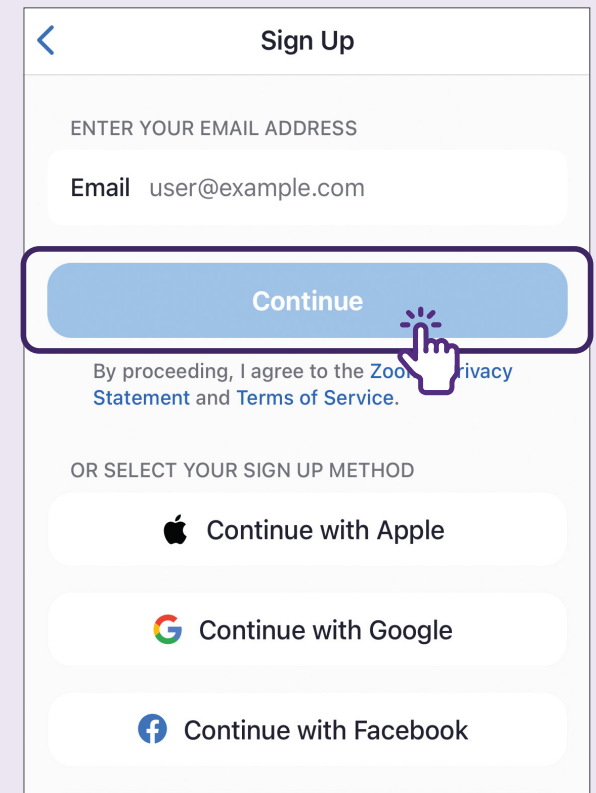 Sign Up
ENTER YOUR EMAIL ADDRESS
Email user@example.com
Continue
By proceeding, I agree to the
Statement and Terms of Service.
OR SELECT YOUR SIGN UP METHOD
Continue with Apple
Continue with Google
Continue with Facebook